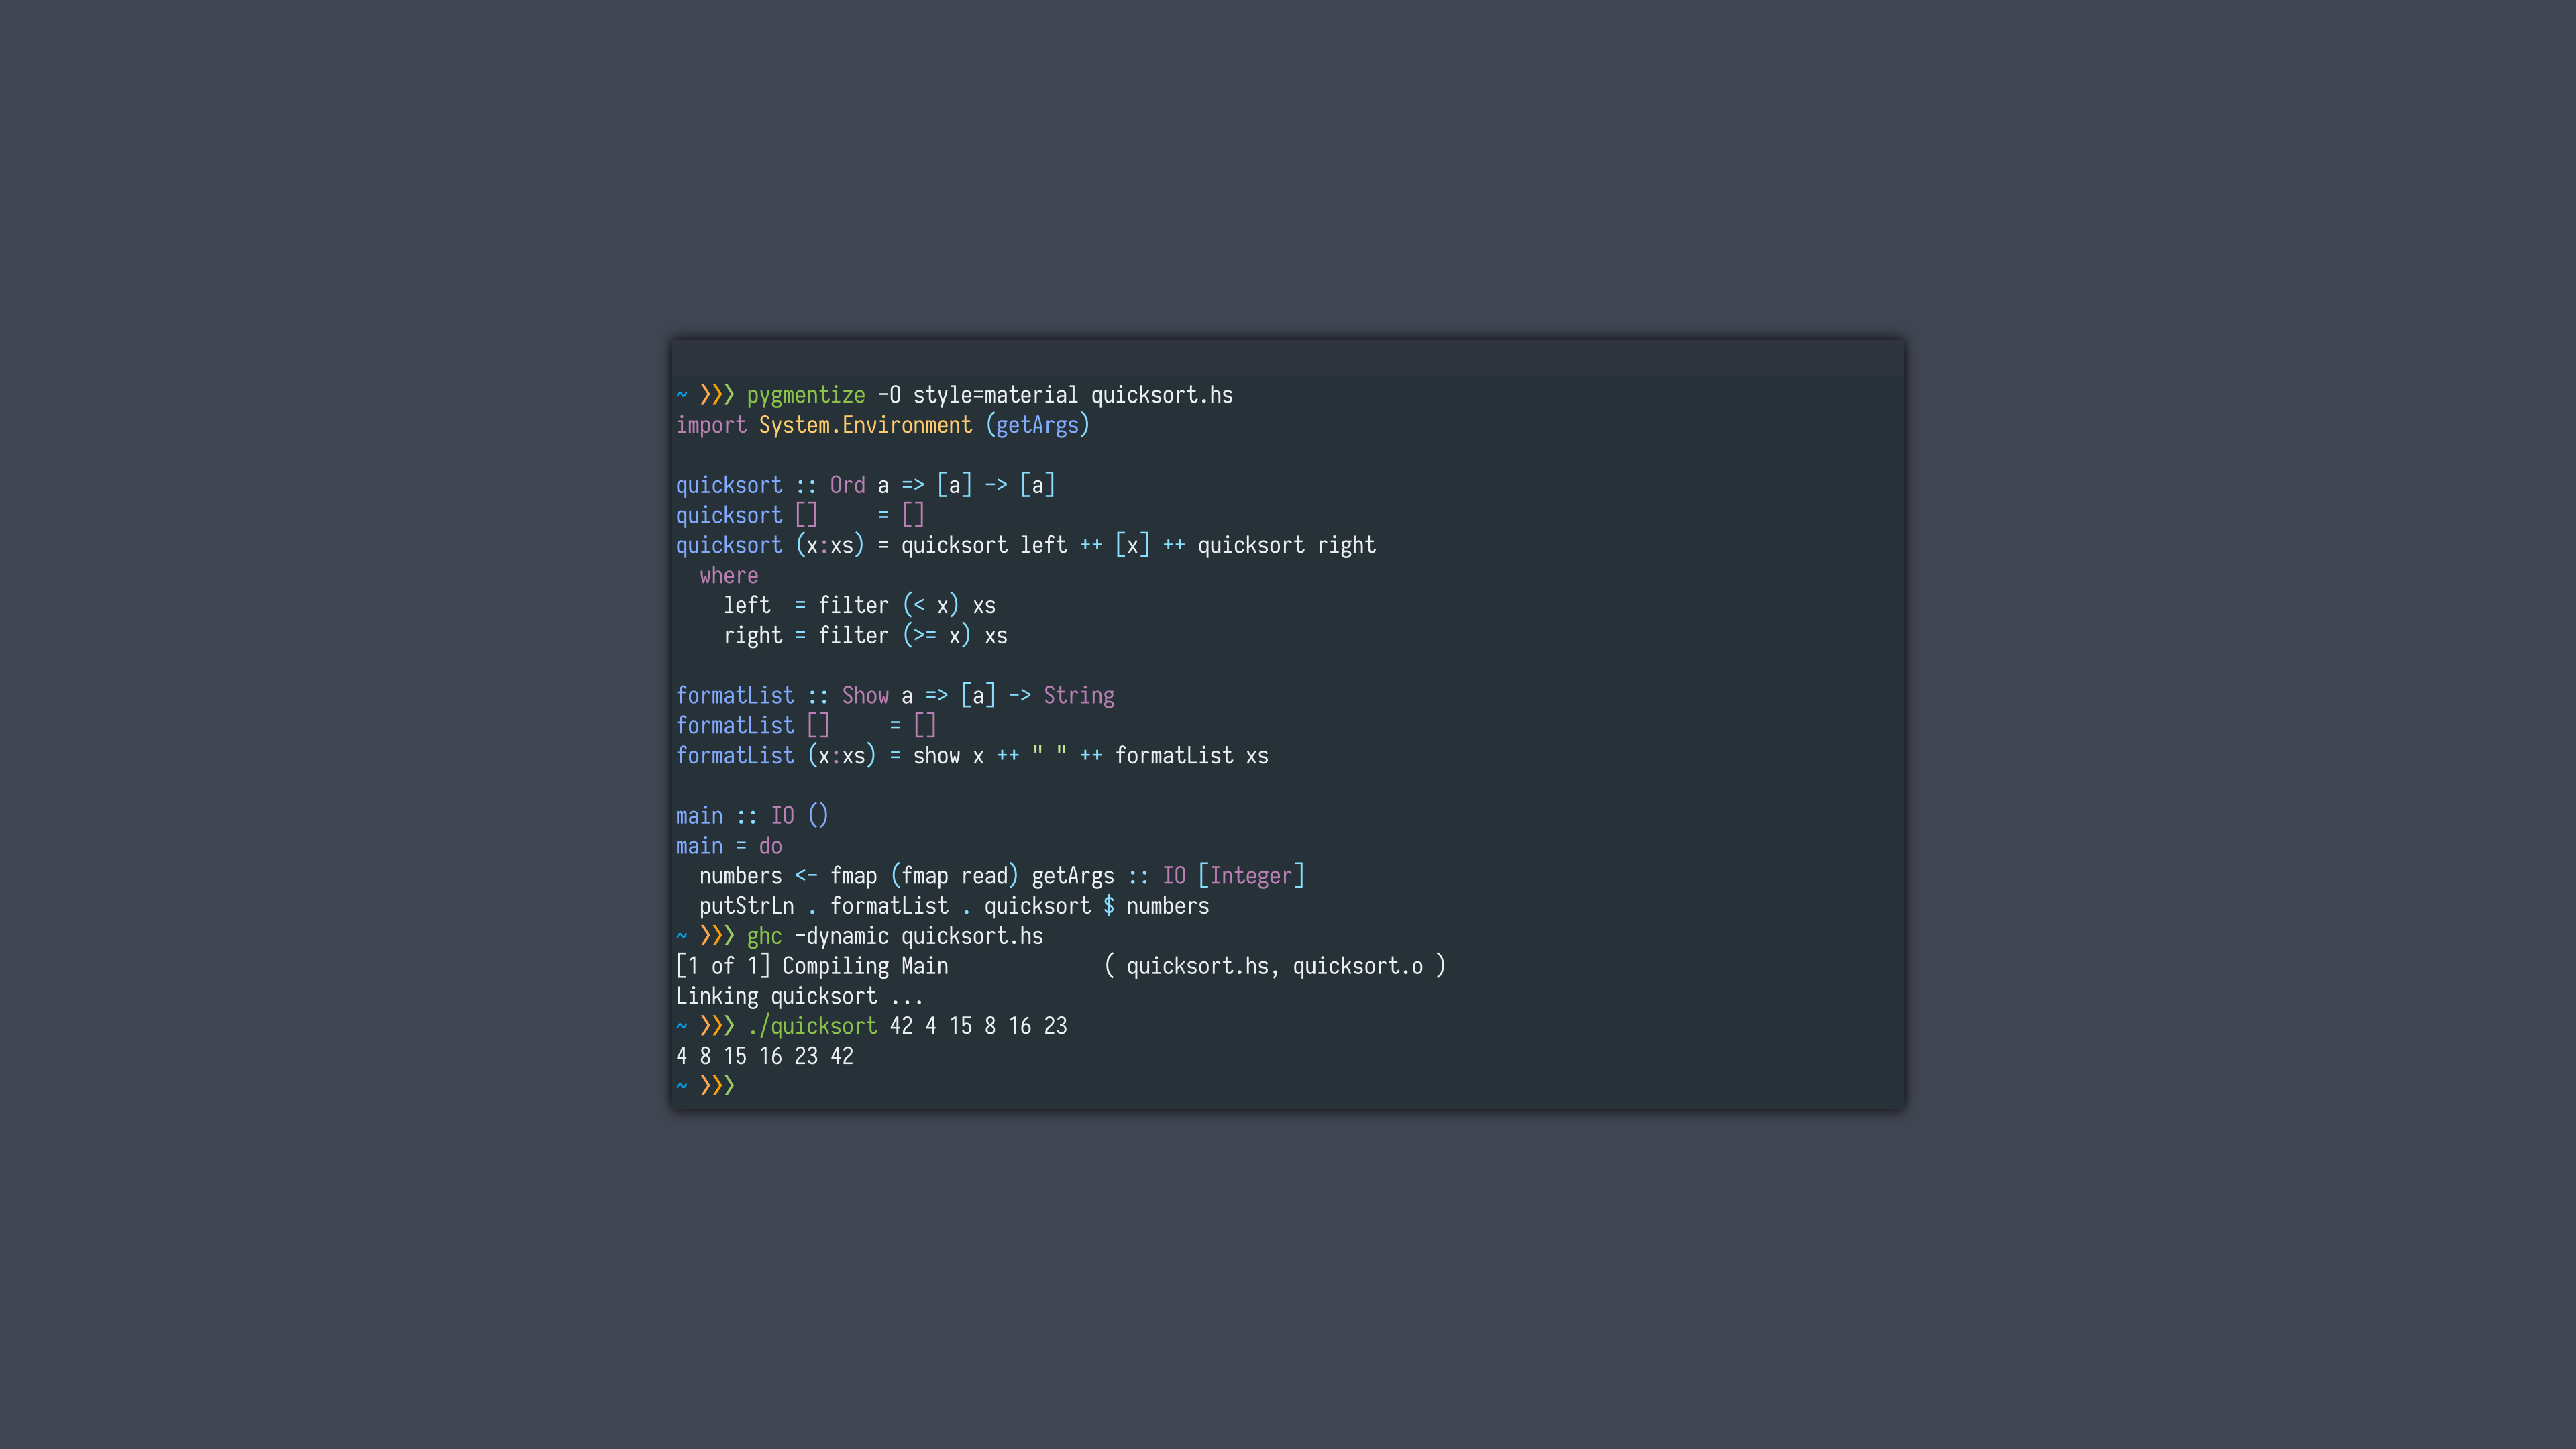 ~ ❯❯❯ pygmentize -O style=material quicksort.hs
import System.Environment (getArgs)

quicksort :: Ord a => [a] -> [a]
quicksort []     = []
quicksort (x:xs) = quicksort left ++ [x] ++ quicksort right
  where
    left  = filter (< x) xs
    right = filter (>= x) xs

formatList :: Show a => [a] -> String
formatList []     = []
formatList (x:xs) = show x ++ " " ++ formatList xs

main :: IO ()
main = do
  numbers <- fmap (fmap read) getArgs :: IO [Integer]
  putStrLn . formatList . quicksort $ numbers
~ ❯❯❯ ghc -dynamic quicksort.hs
[1 of 1] Compiling Main             ( quicksort.hs, quicksort.o )
Linking quicksort ...
~ ❯❯❯ ./quicksort 42 4 15 8 16 23
4 8 15 16 23 42
~ ❯❯❯